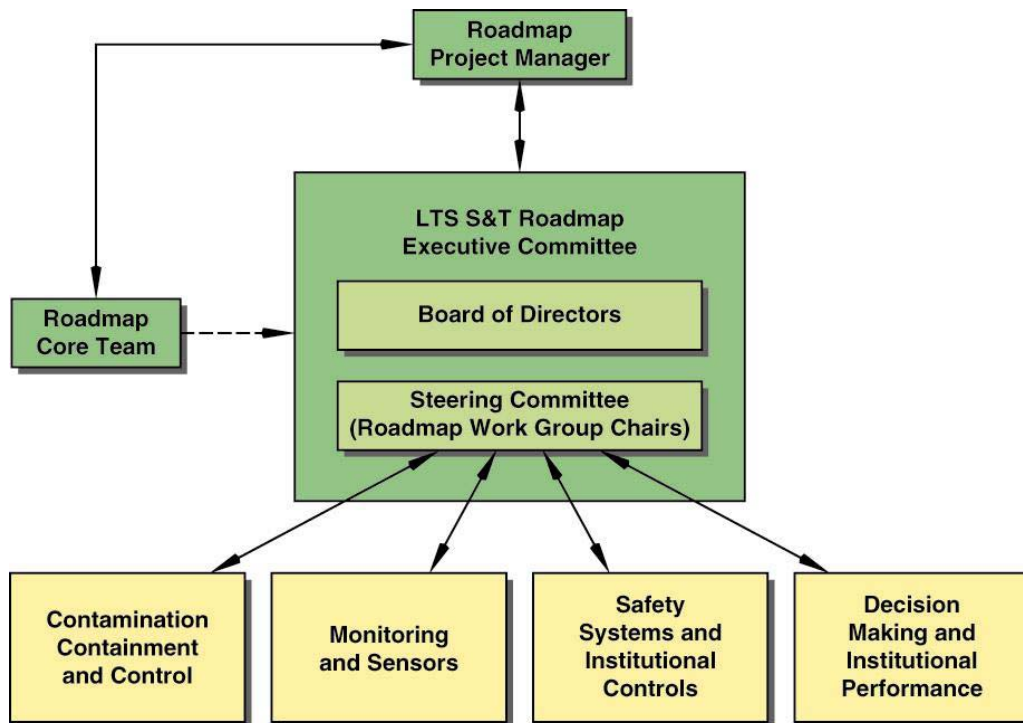 Roadmap
Project Manager
LTS S&T Roadmap
Executive Committee
Board of Directors
Roadmap
Core Team
Steering Committee
(Roadmap Work Group Chairs)
Contamination
Containment
and Control
Monitoring
and Sensors
Safety
Systems and
Institutional
Controls
Decision
Making and
Institutional
Performance